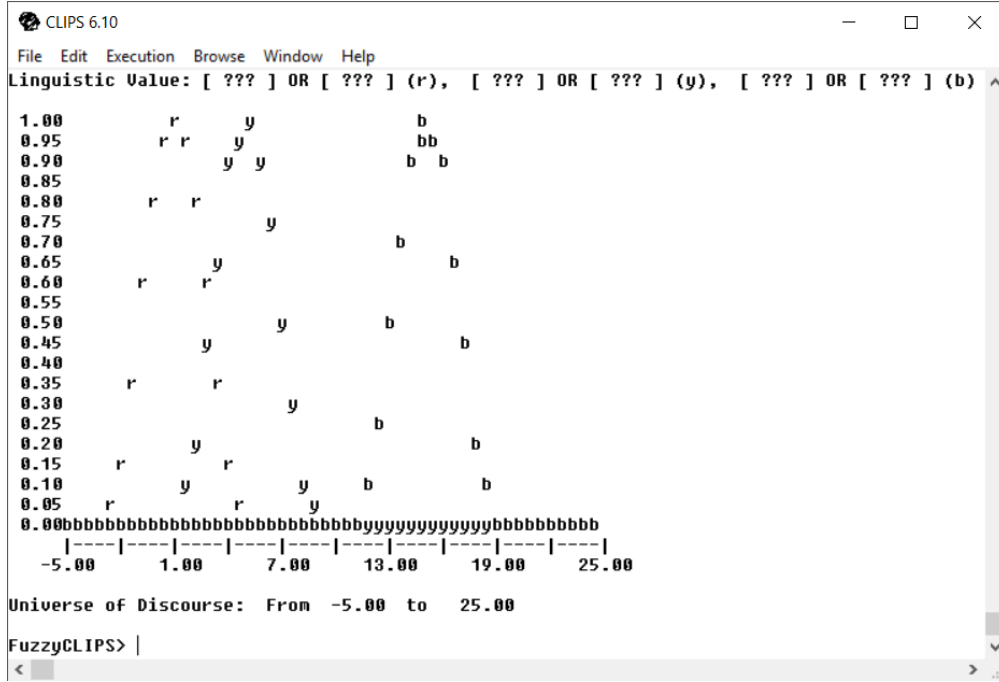 CLIPS 6.10
File Edit Execution Browse Window Help
Linguistic Value: [ ??? ] OR [ ??? ] (r),  [ ??? ] OR [ ??? ] (y),  [ ??? ] OR [ ??? ] (b)
 1.00          r      y               b
 0.95         r r    y                bb
 0.90               y  y             b  b
 0.85
 0.80        r   r
 0.75                   y
 0.70                               b
 0.65              y                     b
 0.60       r     r
 0.55
 0.50                    y         b
 0.45             y                       b
 0.40
 0.35      r       r
 0.30                     y
 0.25                             b
 0.20            y                         b
 0.15     r         r
 0.10           y          y     b          b
 0.05    r           r      y
 0.00bbbbbbbbbbbbbbbbbbbbbbbbbbbbyyyyyyyyyyyybbbbbbbbbb
     |----|----|----|----|----|----|----|----|----|----|
   -5.00      1.00      7.00     13.00     19.00     25.00
Universe of Discourse:  From  -5.00  to   25.00
FuzzyCLIPS>